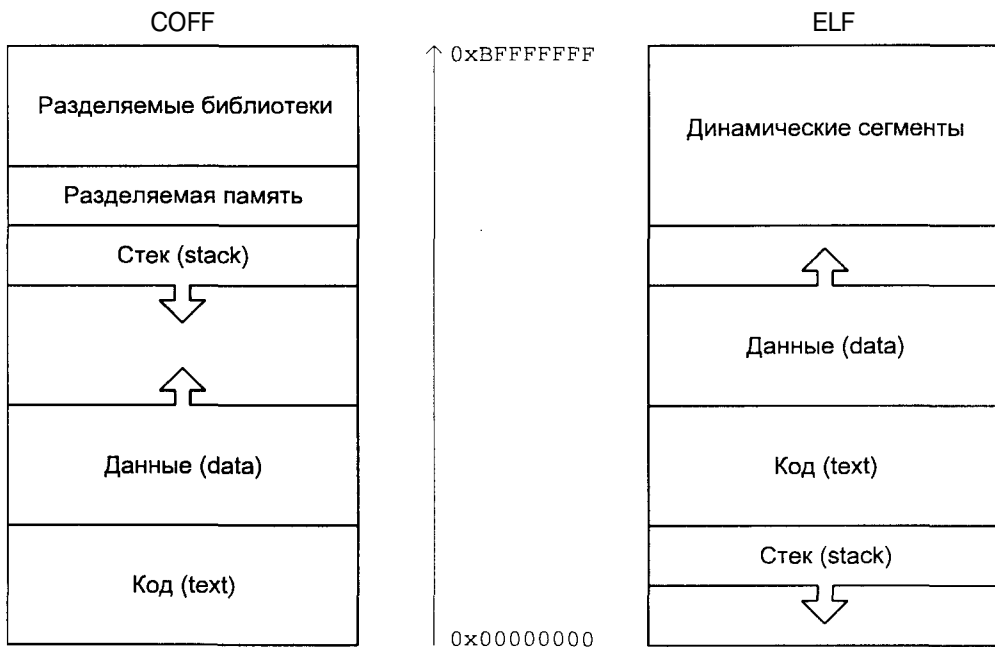 COFF
Разделяемые библиотеки
Разделяемая память
Стек (stack)
Данные (data)
Код (text)
0xBFFFFFFF
0x00000000
ELF
Динамические сегменты
Данные (data)
Код (text)
Стек (stack)